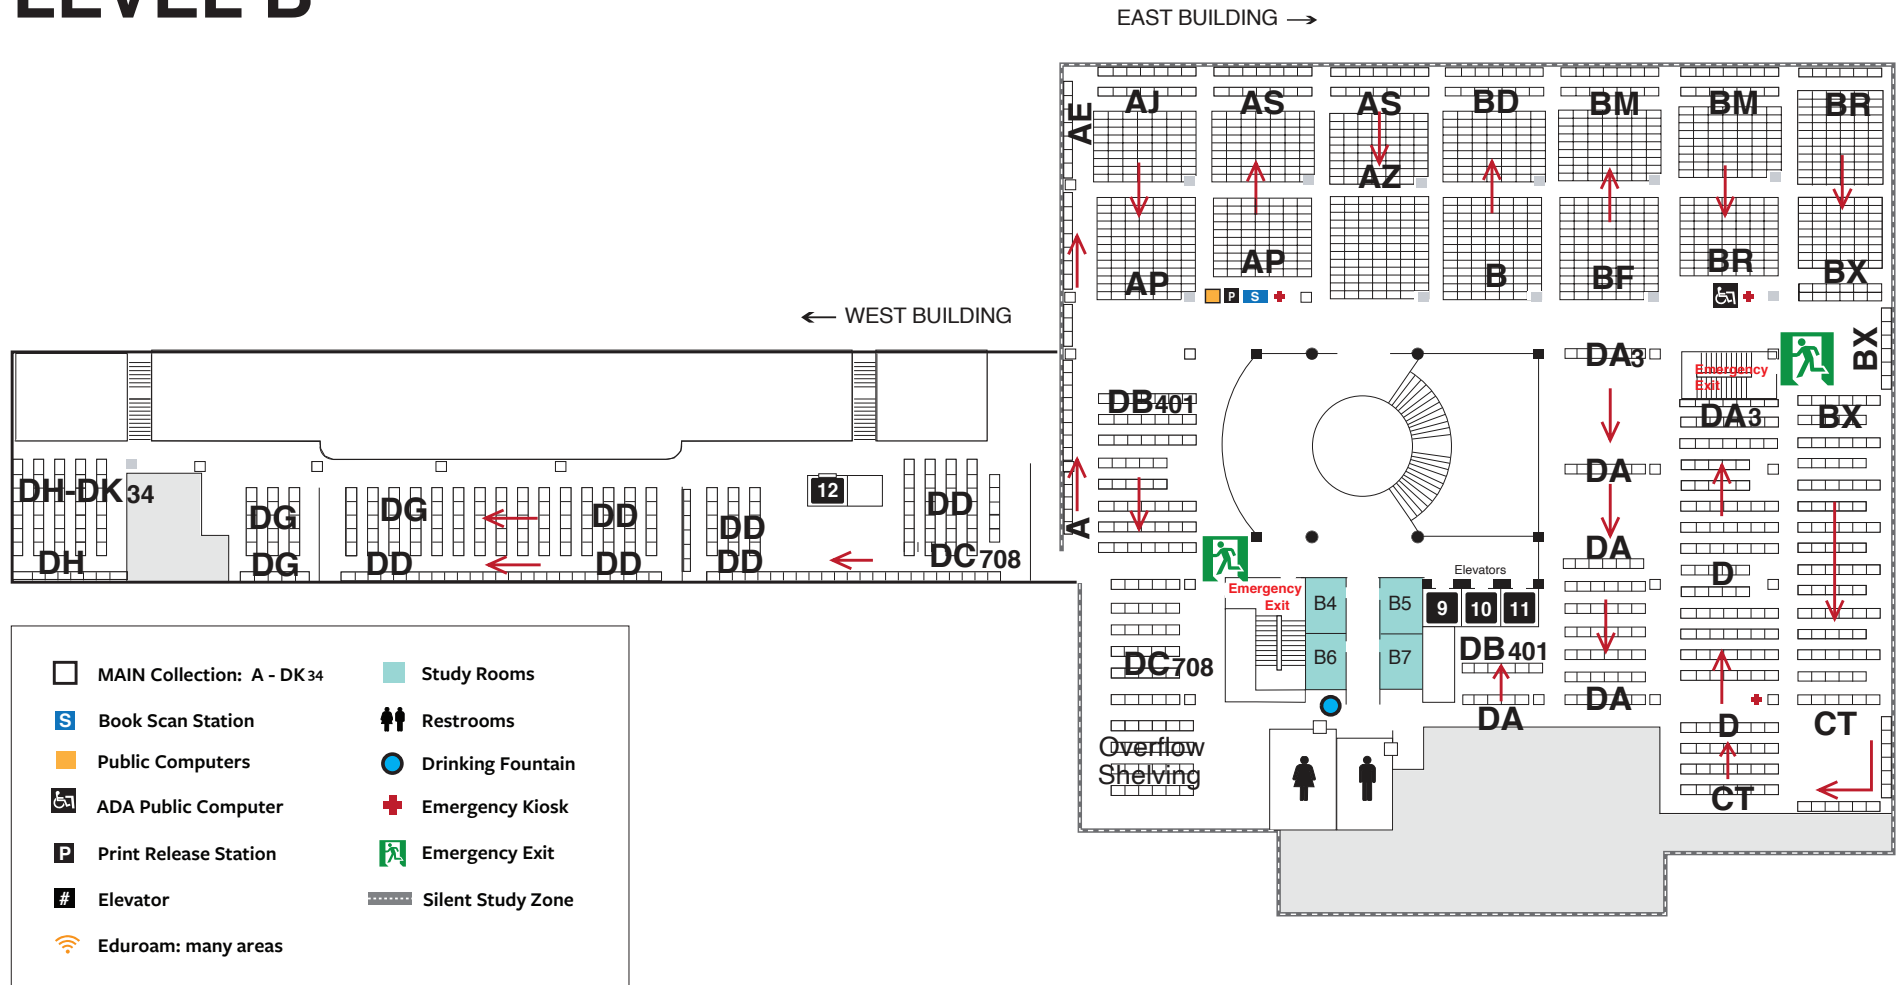 LEVEL B
EAST BUILDING →
AE
AJ
AS
AS
BD
BM
BM
BR
AZ
AP
AP
B
BF
BR
BX
P
S
← WEST BUILDING
BX
DA3
Emergency
Exit
DB401
DA3
BX
DA
A
DA
D
DH-DK34
DH
DG
DG
DG
DD
DD
DD
DD
DD
12
DD
DC708
Elevators
Emergency
Exit
B4
B5
B6
B7
9
10
11
DB401
DC708
DA
DA
D
CT
Overflow
Shelving
CT
MAIN Collection: A - DK34
S Book Scan Station
Public Computers
ADA Public Computer
P Print Release Station
# Elevator
Eduroam: many areas
Study Rooms
Restrooms
Drinking Fountain
Emergency Kiosk
Emergency Exit
Silent Study Zone